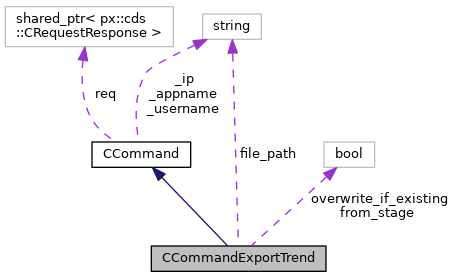 shared_ptr< px::cds
::CRequestResponse >
string
_ip
_appname
_username
req
CCommand
file_path
bool
overwrite_if_existing
from_stage
CCommandExportTrend